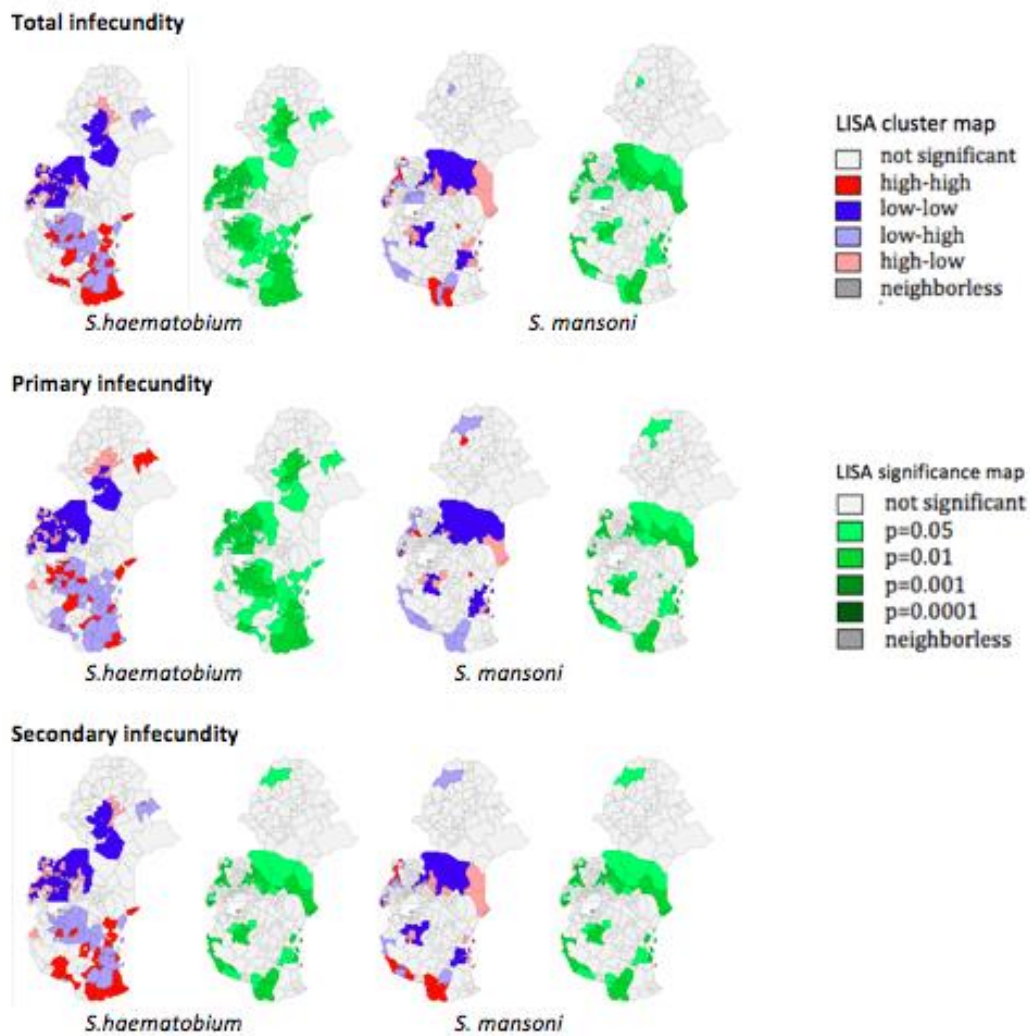 Total infecundity
LISA cluster map
not significant
high-high
low-low
low-high
high-low
neighborless
S.haematobium
S. mansoni
Primary infecundity
LISA significance map
not significant
p=0.05
p=0.01
p=0.001
p=0.0001
neighborless
S.haematobium
S. mansoni
Secondary infecundity
S.haematobium
S. mansoni